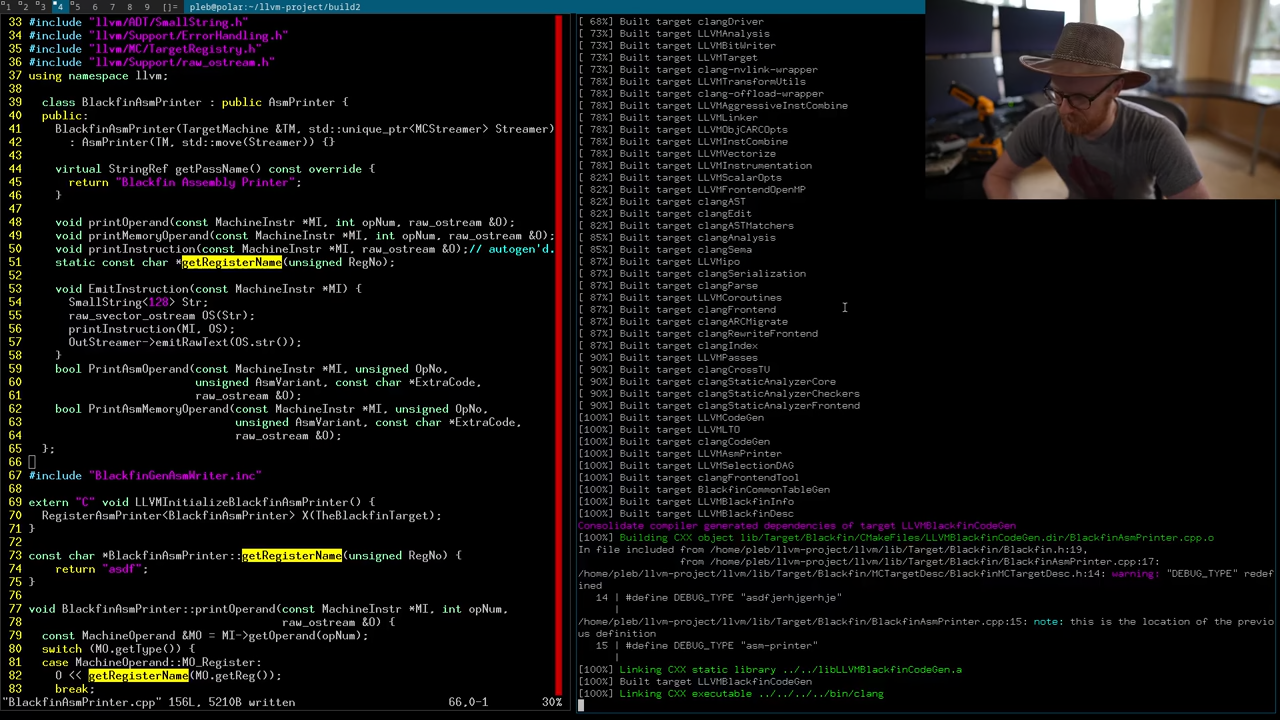 1 2 3 4 5 6 7 8 9 []= pleb@polar:~/llvm-project/build2
33 #include "llvm/ADT/SmallString.h"
34 #include "llvm/Support/ErrorHandling.h"
35 #include "llvm/MC/TargetRegistry.h"
36 #include "llvm/Support/raw_ostream.h"
37 using namespace llvm;
38
39 class BlackfinAsmPrinter : public AsmPrinter {
40 public:
41 BlackfinAsmPrinter(TargetMachine &TM, std::unique_ptr<MCStreamer> Streamer)
42 : AsmPrinter(TM, std::move(Streamer)) {}
43
44 virtual StringRef getPassName() const override {
45 return "Blackfin Assembly Printer";
46 }
47
48 void printOperand(const MachineInstr *MI, int opNum, raw_ostream &O);
49 void printMemoryOperand(const MachineInstr *MI, int opNum, raw_ostream &O);
50 void printInstruction(const MachineInstr *MI, raw_ostream &O);// autogen'd.
51 static const char *getRegisterName(unsigned RegNo);
52
53 void EmitInstruction(const MachineInstr *MI) {
54 SmallString<128> Str;
55 raw_svector_ostream OS(Str);
56 printInstruction(MI, OS);
57 OutStreamer->emitRawText(OS.str());
58 }
59 bool PrintAsmOperand(const MachineInstr *MI, unsigned OpNo,
60 unsigned AsmVariant, const char *ExtraCode,
61 raw_ostream &O);
62 bool PrintAsmMemoryOperand(const MachineInstr *MI, unsigned OpNo,
63 unsigned AsmVariant, const char *ExtraCode,
64 raw_ostream &O);
65 };
66
67 #include "BlackfinGenAsmWriter.inc"
68
69 extern "C" void LLVMInitializeBlackfinAsmPrinter() {
70 RegisterAsmPrinter<BlackfinAsmPrinter> X(TheBlackfinTarget);
71 }
72
73 const char *BlackfinAsmPrinter::getRegisterName(unsigned RegNo) {
74 return "asdf";
75 }
76
77 void BlackfinAsmPrinter::printOperand(const MachineInstr *MI, int opNum,
78 raw_ostream &O) {
79 const MachineOperand &MO = MI->getOperand(opNum);
80 switch (MO.getType()) {
81 case MachineOperand::MO_Register:
82 O << getRegisterName(MO.getReg());
83 break;
"BlackfinAsmPrinter.cpp" 156L, 5210B written 66,0-1 30%
[ 68%] Built target clangDriver
[ 73%] Built target LLVMAnalysis
[ 73%] Built target LLVMBitWriter
[ 73%] Built target LLVMTarget
[ 73%] Built target clang-nvlink-wrapper
[ 78%] Built target LLVMTransformUtils
[ 78%] Built target clang-offload-wrapper
[ 78%] Built target LLVMAggressiveInstCombine
[ 78%] Built target LLVMLinker
[ 78%] Built target LLVMObjCARCOpts
[ 78%] Built target LLVMInstCombine
[ 78%] Built target LLVMVectorize
[ 78%] Built target LLVMInstrumentation
[ 82%] Built target LLVMScalarOpts
[ 82%] Built target LLVMFrontendOpenMP
[ 82%] Built target clangAST
[ 82%] Built target clangEdit
[ 82%] Built target clangASTMatchers
[ 85%] Built target clangAnalysis
[ 85%] Built target clangSema
[ 87%] Built target LLVMipo
[ 87%] Built target clangSerialization
[ 87%] Built target clangParse
[ 87%] Built target LLVMCoroutines
[ 87%] Built target clangFrontend
[ 87%] Built target clangARCMigrate
[ 87%] Built target clangRewriteFrontend
[ 87%] Built target clangIndex
[ 90%] Built target LLVMPasses
[ 90%] Built target clangCrossTU
[ 90%] Built target clangStaticAnalyzerCore
[ 90%] Built target clangStaticAnalyzerCheckers
[ 90%] Built target clangStaticAnalyzerFrontend
[100%] Built target LLVMCodeGen
[100%] Built target LLVMLTO
[100%] Built target clangCodeGen
[100%] Built target LLVMAsmPrinter
[100%] Built target LLVMSelectionDAG
[100%] Built target clangFrontendTool
[100%] Built target BlackfinCommonTableGen
[100%] Built target LLVMBlackfinInfo
[100%] Built target LLVMBlackfinDesc
Consolidate compiler generated dependencies of target LLVMBlackfinCodeGen
[100%] Building CXX object lib/Target/Blackfin/CMakeFiles/LLVMBlackfinCodeGen.dir/BlackfinAsmPrinter.cpp.o
In file included from /home/pleb/llvm-project/llvm/lib/Target/Blackfin/Blackfin.h:19,
from /home/pleb/llvm-project/llvm/lib/Target/Blackfin/BlackfinAsmPrinter.cpp:17:
/home/pleb/llvm-project/llvm/lib/Target/Blackfin/MCTargetDesc/BlackfinMCTargetDesc.h:14: warning: "DEBUG_TYPE" redef
ined
14 | #define DEBUG_TYPE "asdfjerhjgerhje"
|
/home/pleb/llvm-project/llvm/lib/Target/Blackfin/BlackfinAsmPrinter.cpp:15: note: this is the location of the previo
us definition
15 | #define DEBUG_TYPE "asm-printer"
|
[100%] Linking CXX static library ../../libLLVMBlackfinCodeGen.a
[100%] Built target LLVMBlackfinCodeGen
[100%] Linking CXX executable ../../../../bin/clang